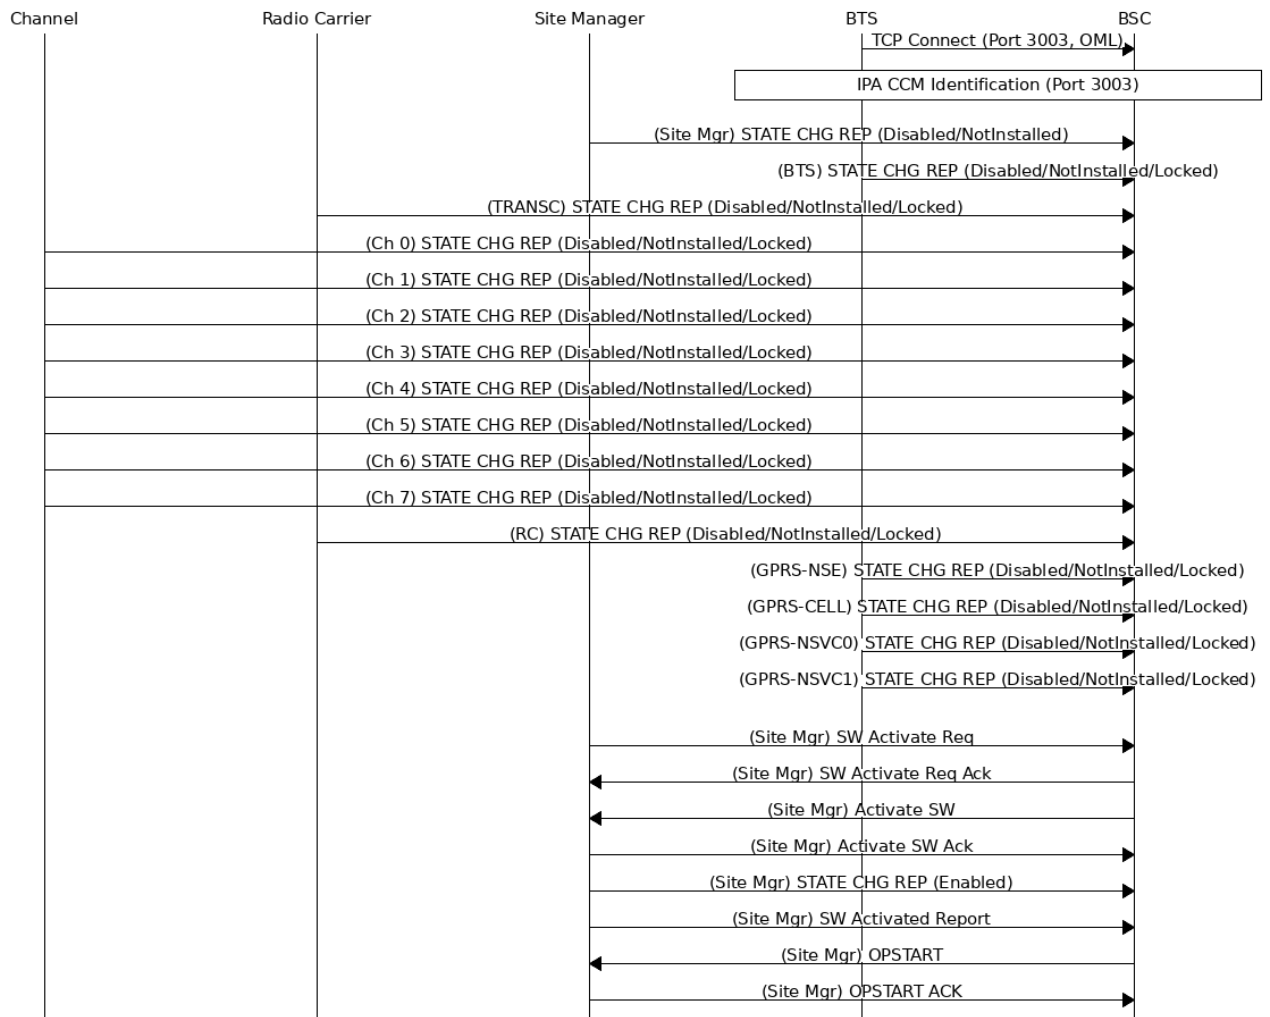 Channel Radio Carrier Site Manager BTS BSC
TCP Connect (Port 3003, OML)
IPA CCM Identification (Port 3003)
(Site Mgr) STATE CHG REP (Disabled/NotInstalled)
(BTS) STATE CHG REP (Disabled/NotInstalled/Locked)
(TRANSC) STATE CHG REP (Disabled/NotInstalled/Locked)
(Ch 0) STATE CHG REP (Disabled/NotInstalled/Locked)
(Ch 1) STATE CHG REP (Disabled/NotInstalled/Locked)
(Ch 2) STATE CHG REP (Disabled/NotInstalled/Locked)
(Ch 3) STATE CHG REP (Disabled/NotInstalled/Locked)
(Ch 4) STATE CHG REP (Disabled/NotInstalled/Locked)
(Ch 5) STATE CHG REP (Disabled/NotInstalled/Locked)
(Ch 6) STATE CHG REP (Disabled/NotInstalled/Locked)
(Ch 7) STATE CHG REP (Disabled/NotInstalled/Locked)
(RC) STATE CHG REP (Disabled/NotInstalled/Locked)
(GPRS-NSE) STATE CHG REP (Disabled/NotInstalled/Locked)
(GPRS-CELL) STATE CHG REP (Disabled/NotInstalled/Locked)
(GPRS-NSVC0) STATE CHG REP (Disabled/NotInstalled/Locked)
(GPRS-NSVC1) STATE CHG REP (Disabled/NotInstalled/Locked)
(Site Mgr) SW Activate Req
(Site Mgr) SW Activate Req Ack
(Site Mgr) Activate SW
(Site Mgr) Activate SW Ack
(Site Mgr) STATE CHG REP (Enabled)
(Site Mgr) SW Activated Report
(Site Mgr) OPSTART
(Site Mgr) OPSTART ACK